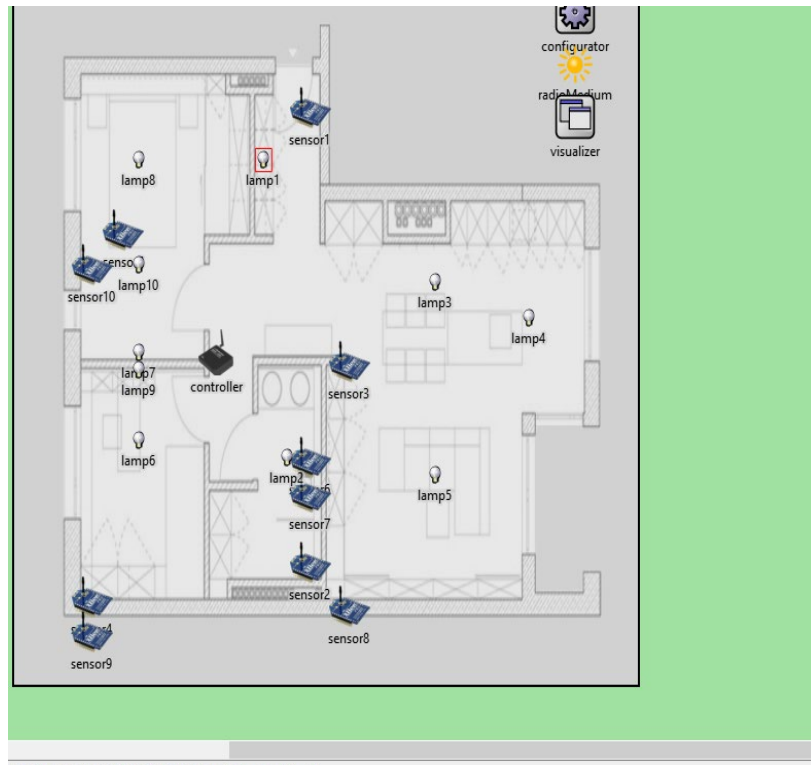 configurator
radioMedium
visualizer
sensor1
lamp8
lamp1
lamp10
sensor10
lamp3
lamp4
lamp7
lamp9
controller
sensor3
lamp6
lamp2
lamp5
sensor7
sensor2
sensor8
sensor9